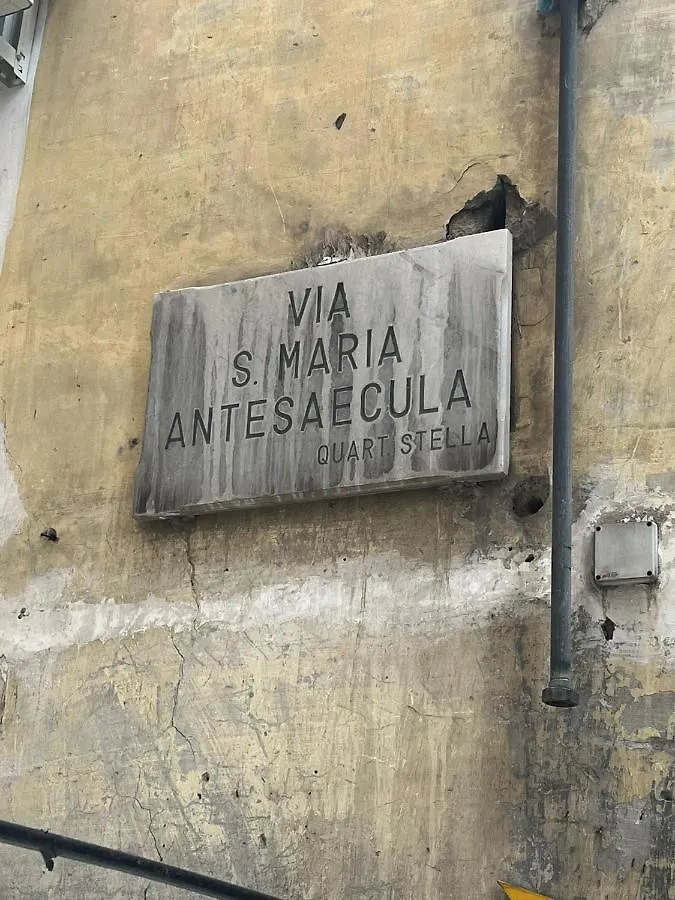 VIA
S. MARIA
ANTESAECULA
QUART. STELLA